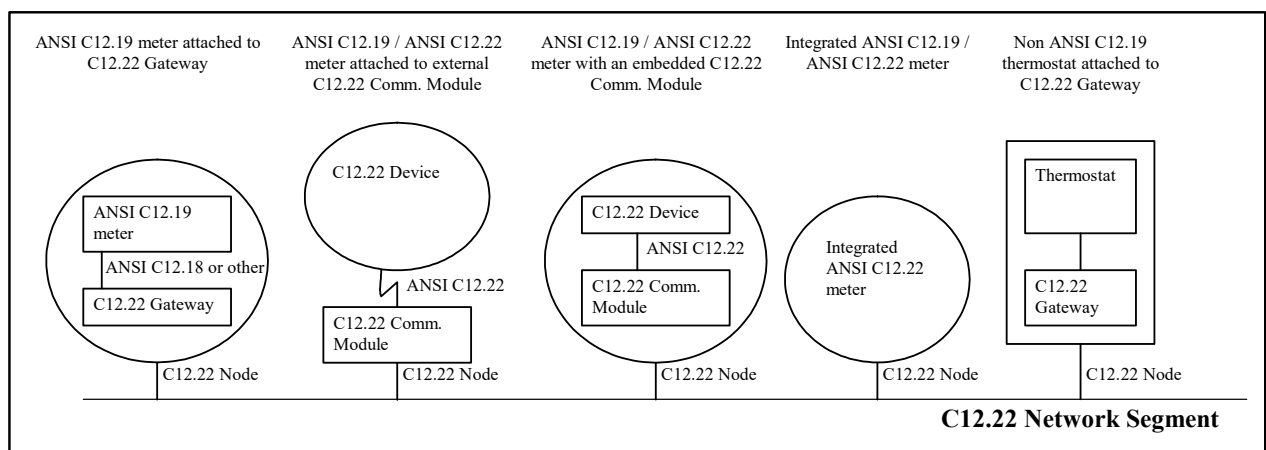 ANSI C12.19 meter attached to
C12.22 Gateway
ANSI C12.19 / ANSI C12.22
meter attached to external
C12.22 Comm. Module
ANSI C12.19 / ANSI C12.22
meter with an embedded C12.22
Comm. Module
Integrated ANSI C12.19 /
ANSI C12.22 meter
Non ANSI C12.19
thermostat attached to
C12.22 Gateway
ANSI C12.19
meter
ANSI C12.18 or other
C12.22 Gateway
C12.22 Node
C12.22 Device
ANSI C12.22
C12.22 Comm.
Module
C12.22 Node
C12.22 Device
ANSI C12.22
C12.22 Comm.
Module
C12.22 Node
Integrated
ANSI C12.22
meter
C12.22 Node
Thermostat
C12.22
Gateway
C12.22 Node
C12.22 Network Segment